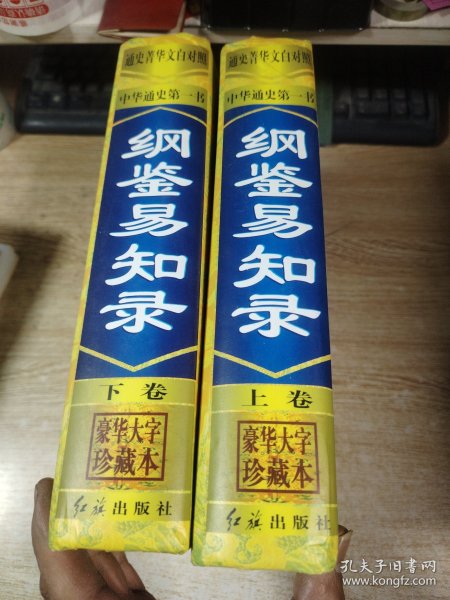 通史菁华文白对照
中华通史第一书
纲鉴易知录
下卷
豪华大字
珍藏本
红旗出版社
通史菁华文白对照
中华通史第一书
纲鉴易知录
上卷
豪华大字
珍藏本
红旗出版社
孔夫子旧书网
www.kongfz.com